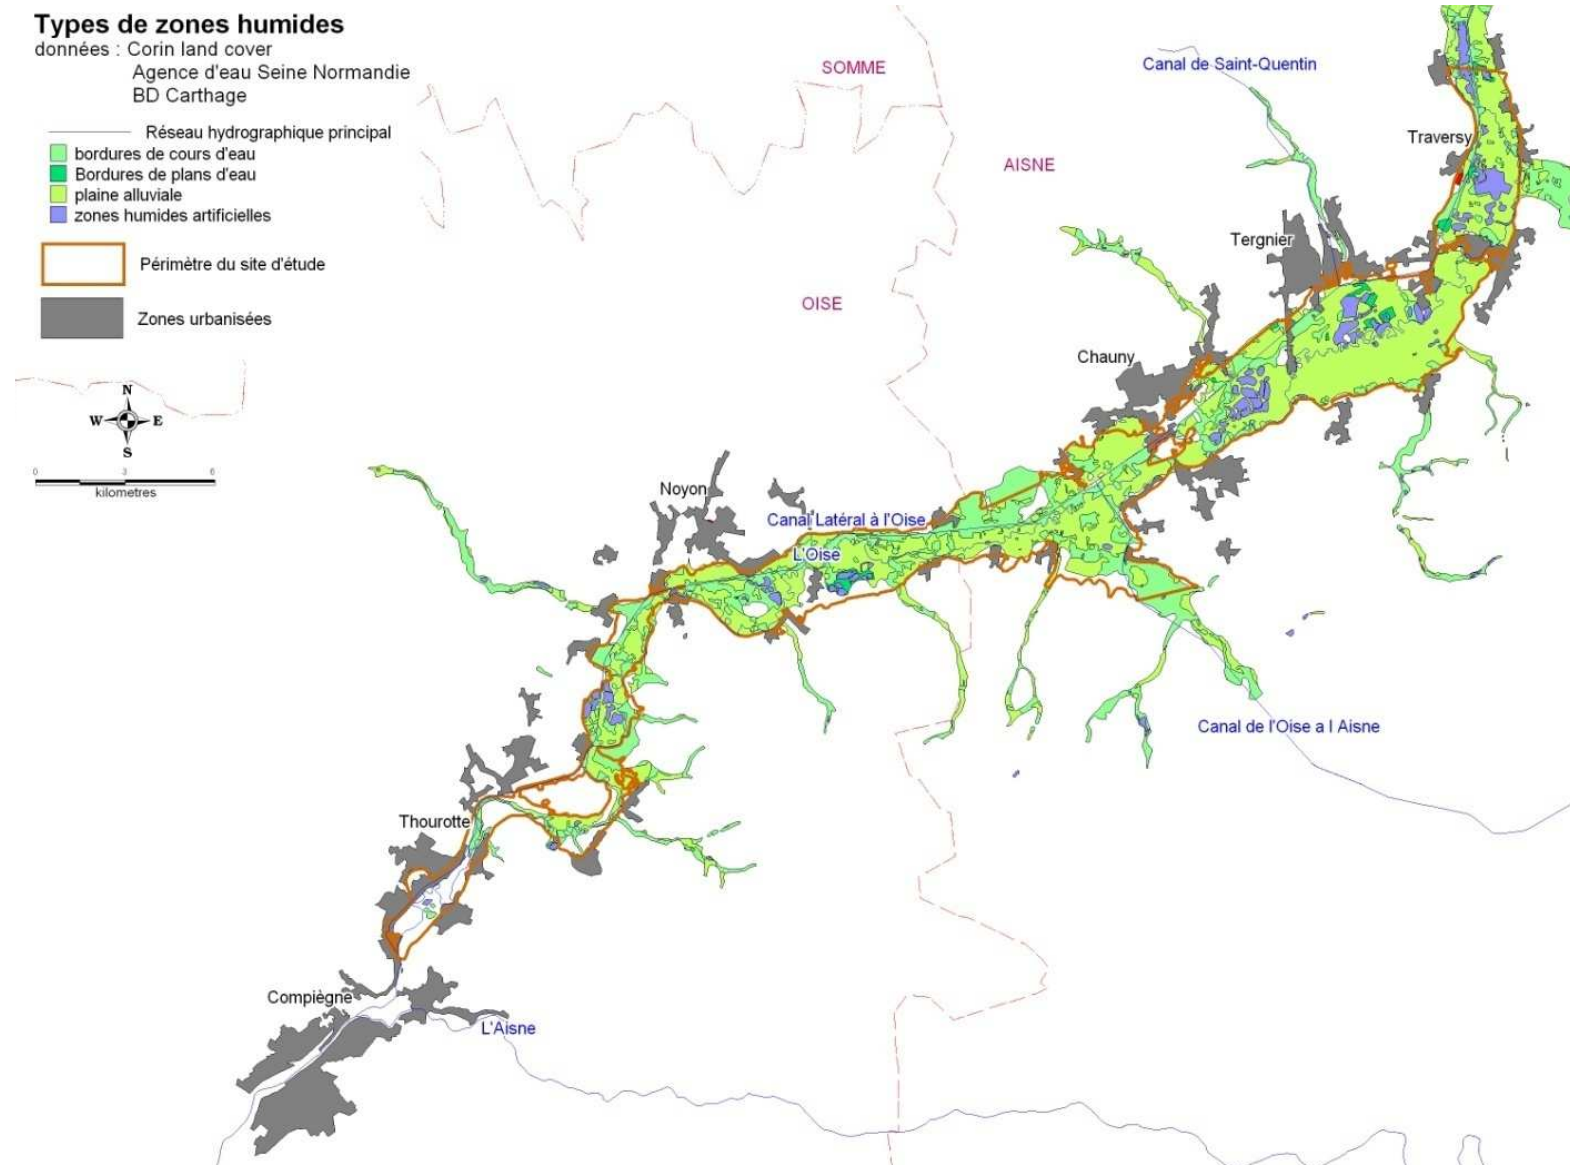 Types de zones humides
données : Corin land cover
Agence d'eau Seine Normandie
BD Carthage
Réseau hydrographique principal
bordures de cours d'eau
Bordures de plans d'eau
plaine alluviale
zones humides artificielles
Périmètre du site d'étude
Zones urbanisées
N
W E
S
0 3 6
kilometres
SOMME
Canal de Saint-Quentin
Traversy
AISNE
Tergnier
OISE
Chauny
Noyon
Canal Latéral à l'Oise
L'Oise
Canal de l'Oise a l Aisne
Thourotte
Compiègne
L'Aisne